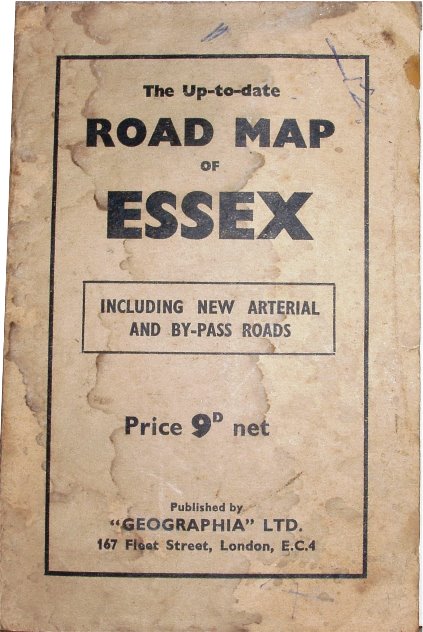 The Up-to-date
ROAD MAP
OF
ESSEX
INCLUDING NEW ARTERIAL
AND BY-PASS ROADS
Price 9D net
Published by
"GEOGRAPHIA" LTD.
167 Fleet Street, London, E.C.4